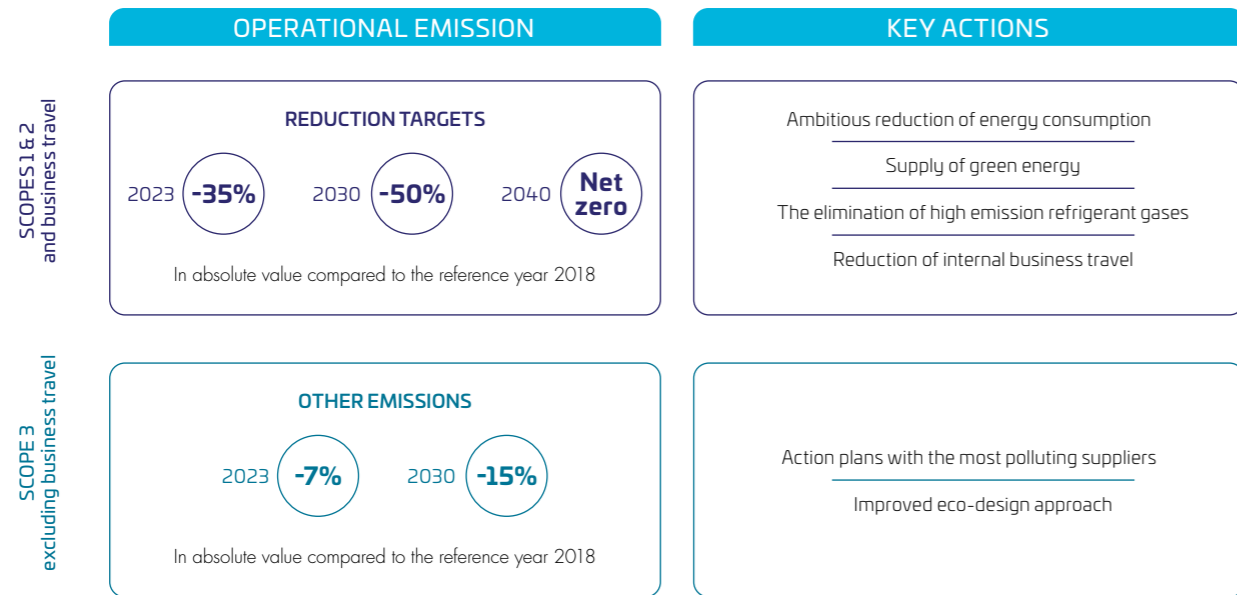 OPERATIONAL EMISSION
KEY ACTIONS
SCOPES 1 & 2
and business travel
REDUCTION TARGETS
2023 -35% 2030 -50% 2040 Net zero
In absolute value compared to the reference year 2018
Ambitious reduction of energy consumption
Supply of green energy
The elimination of high emission refrigerant gases
Reduction of internal business travel
SCOPE 3
excluding business travel
OTHER EMISSIONS
2023 -7% 2030 -15%
In absolute value compared to the reference year 2018
Action plans with the most polluting suppliers
Improved eco-design approach